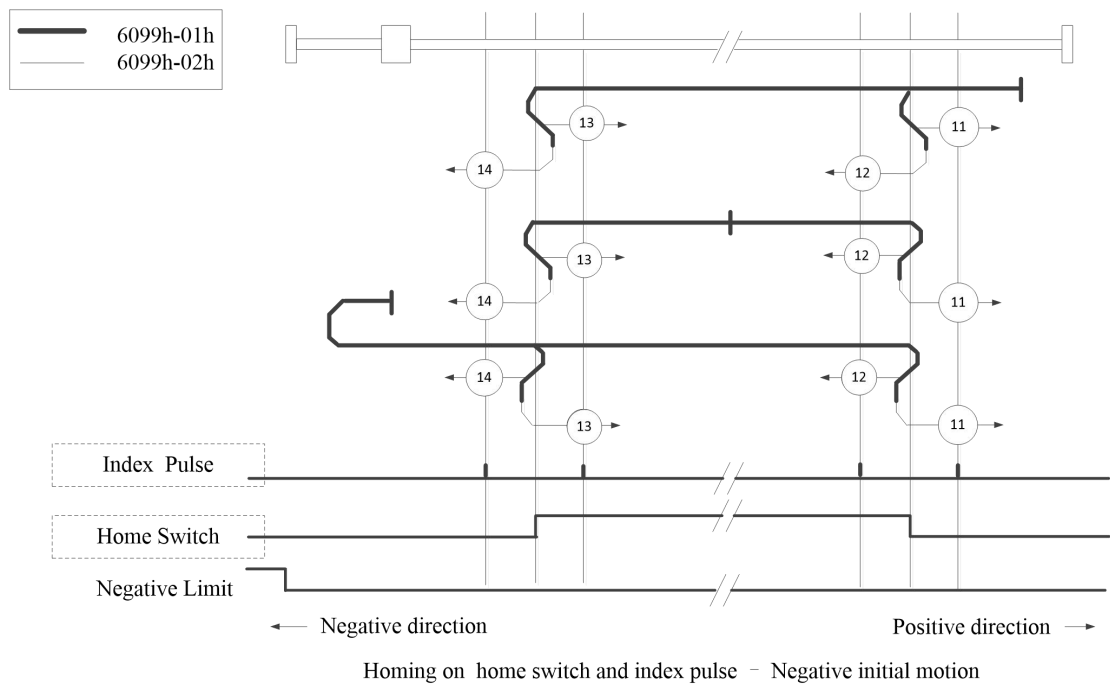 6099h-01h
6099h-02h
13
11
14
12
13
12
14
11
14
12
13
11
Index Pulse
Home Switch
Negative Limit
Negative direction
Positive direction
Homing on home switch and index pulse - Negative initial motion